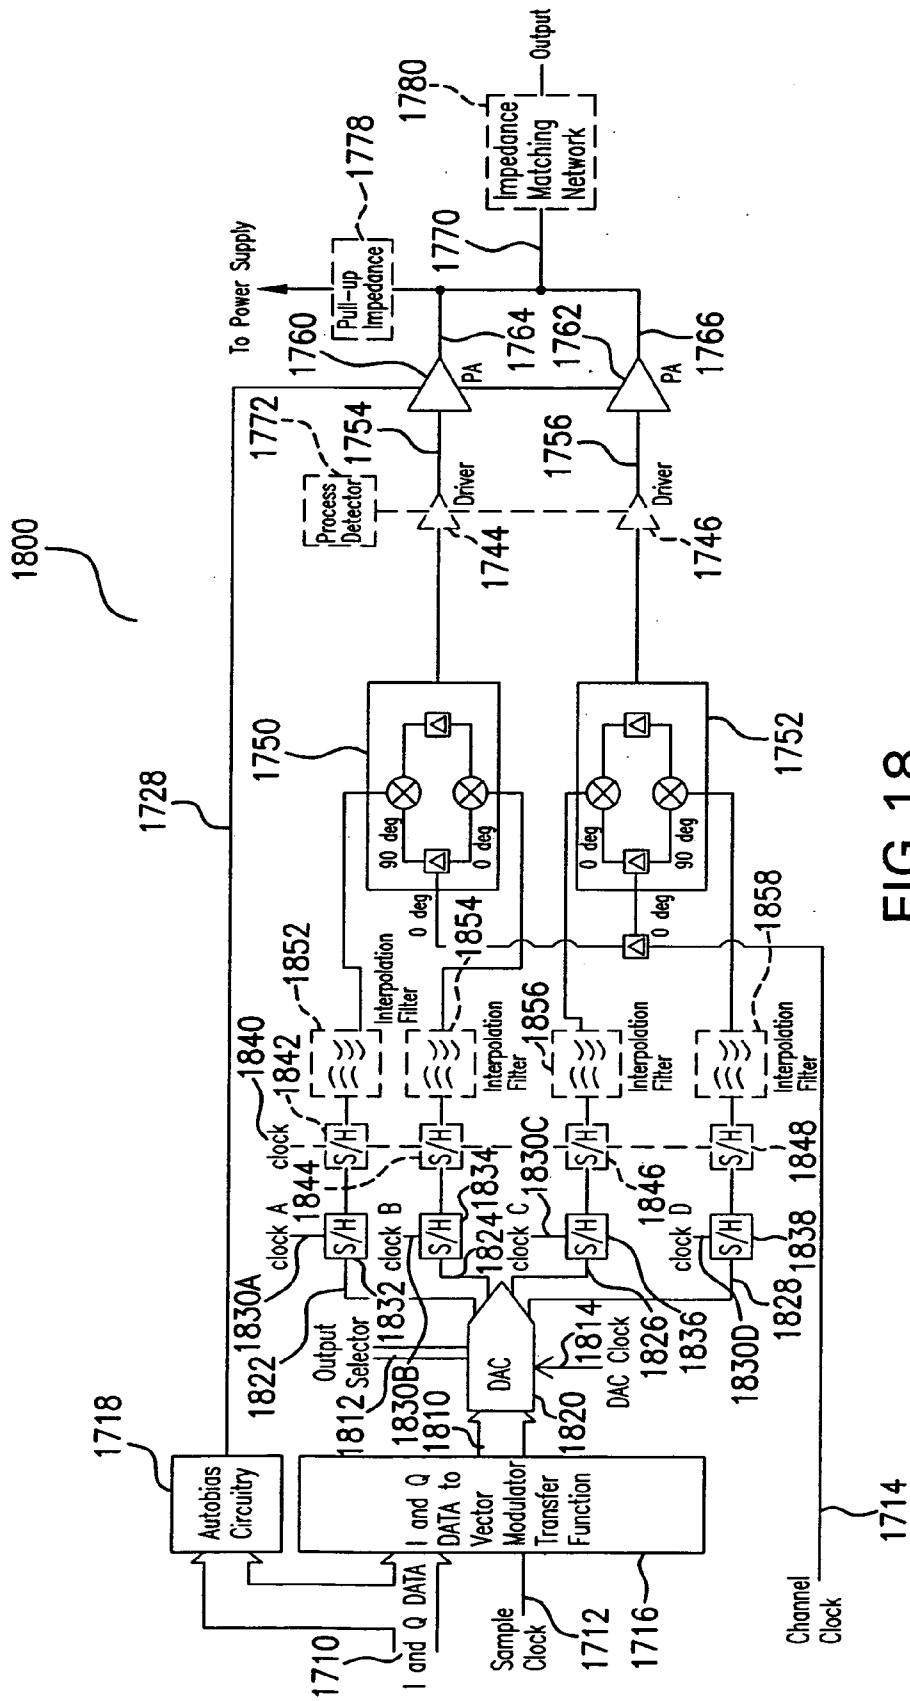 1800
1710
I and Q DATA
Sample
Clock
1712
1716
I and Q
DATA to
Vector
Modulator
Transfer
Function
1718
Autobias
Circuitry
1728
1810
1812
Output
Selector
DAC
1820
1814
DAC Clock
1822
1824
1826
1828
1830A
clock A
S/H
1832
1830B
clock B
S/H
1834
1830C
clock C
S/H
1836
1830D
clock D
S/H
1838
1840
clock
1842
S/H
1844
S/H
1846
S/H
1848
S/H
1852
Interpolation
Filter
1854
Interpolation
Filter
1856
Interpolation
Filter
1858
Interpolation
Filter
1750
90 deg
0 deg
0 deg
1752
0 deg
90 deg
0 deg
Channel
Clock
1714
1744
Driver
1746
Driver
Process
Detector
1772
1754
1756
1760
PA
1762
PA
1764
1766
To Power Supply
Pull-up
Impedance
1778
1770
Impedance
Matching
Network
1780
Output
FIG. 18